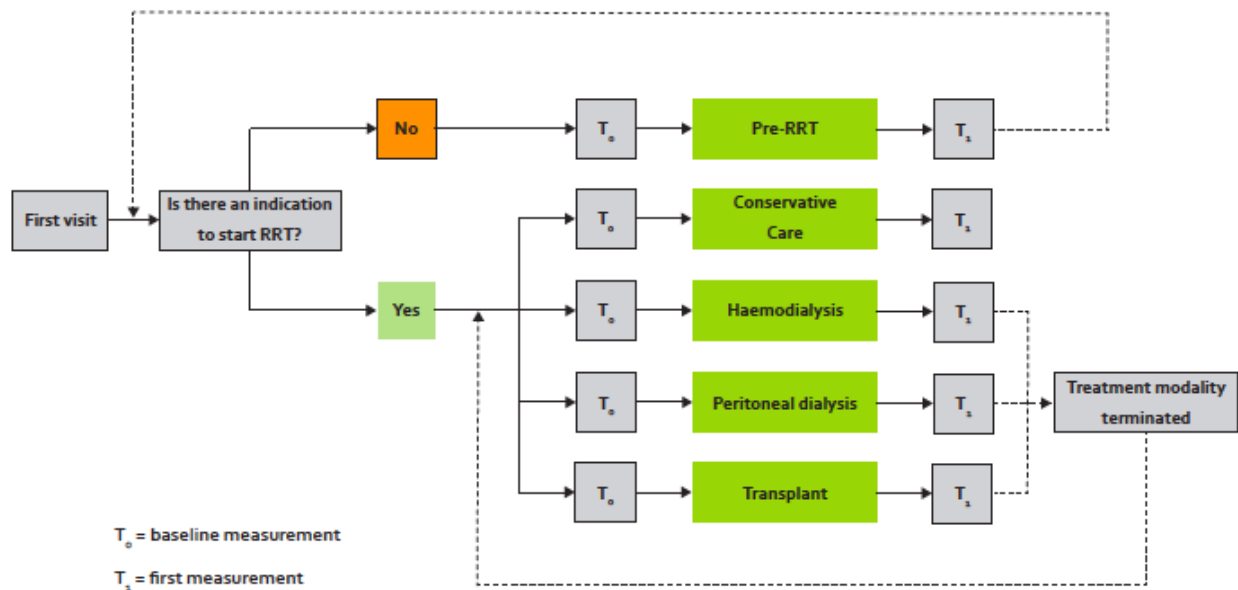 No
T₀
Pre-RRT
T₁
First visit
Is there an indication
to start RRT?
T₀
Conservative
Care
T₁
Yes
T₀
Haemodialysis
T₁
T₀
Peritoneal dialysis
T₁
Treatment modality
terminated
T₀
Transplant
T₁
T₀ = baseline measurement
T₁ = first measurement